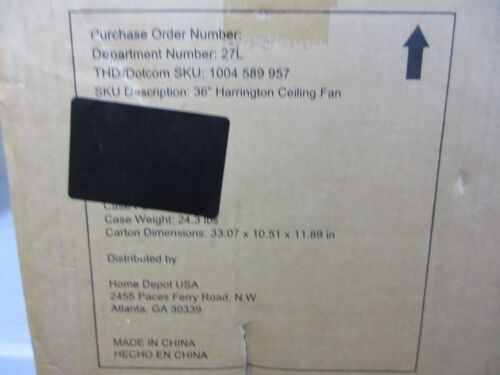 Purchase Order Number:
Department Number: 27L
THD/Dotcom SKU: 1004 589 957
SKU Description: 36" Harrington Ceiling Fan
Case
Case Weight: 24.3 lbs
Carton Dimensions: 33.07 x 10.51 x 11.89 in
Distributed by
Home Depot USA
2455 Paces Ferry Road, N.W
Atlanta, GA 30339
MADE IN CHINA
HECHO EN CHINA